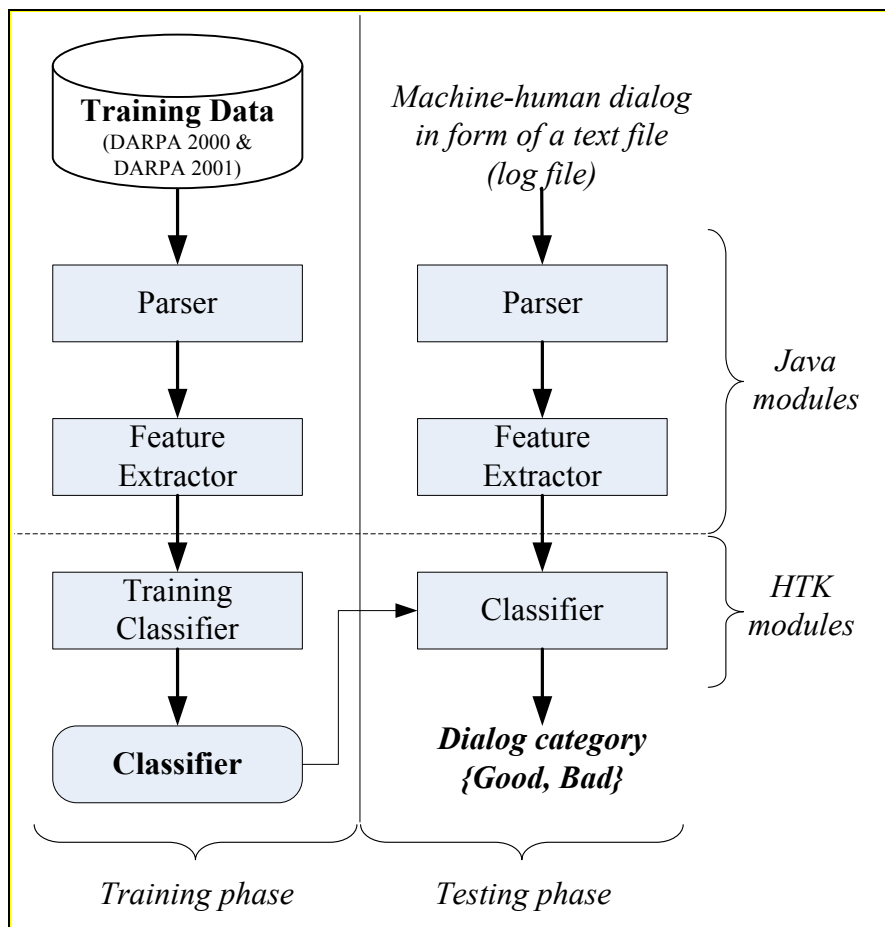 Training Data
(DARPA 2000 &
DARPA 2001)
Parser
Feature
Extractor
Training
Classifier
Classifier
Training phase
Machine-human dialog
in form of a text file
(log file)
Parser
Feature
Extractor
Classifier
Dialog category
{Good, Bad}
Testing phase
Java
modules
HTK
modules